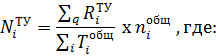 N_i^ТУ = (∑_q R_i^ТУ) / (∑_i T_i^общ) x n_i^общ , где: